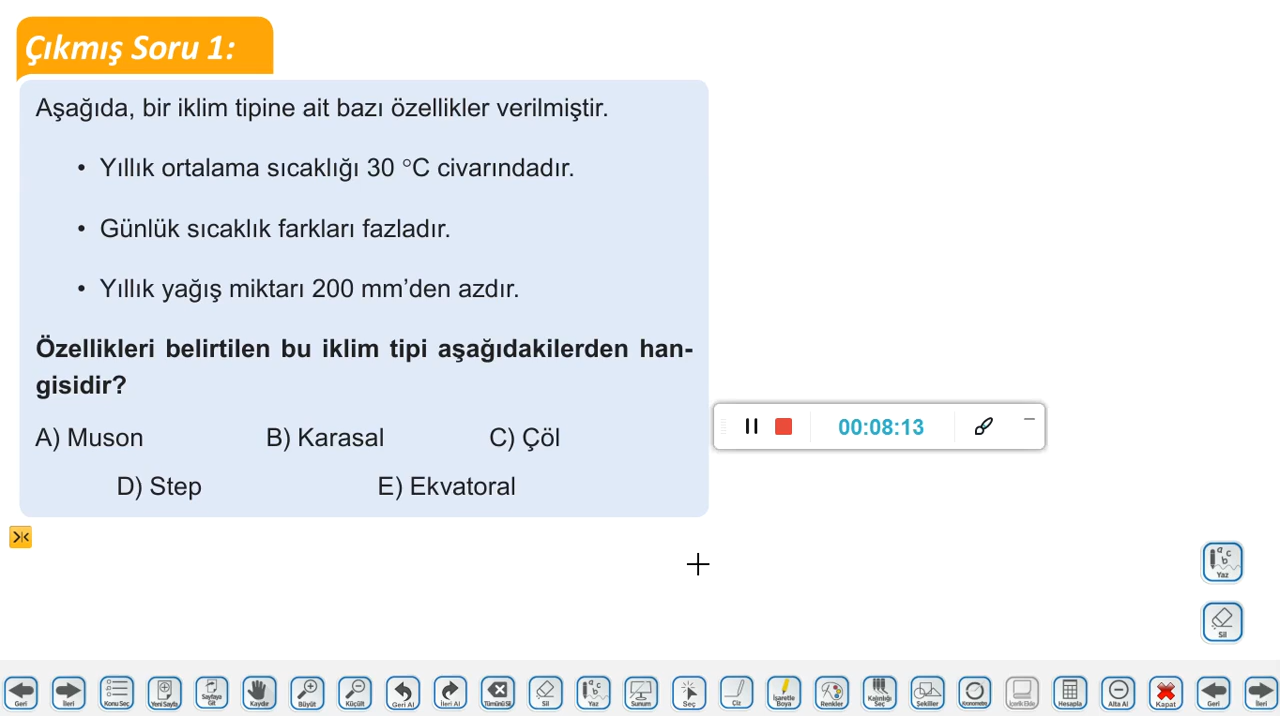 Çıkmış Soru 1:
Aşağıda, bir iklim tipine ait bazı özellikler verilmiştir.
• Yıllık ortalama sıcaklığı 30 °C civarındadır.
• Günlük sıcaklık farkları fazladır.
• Yıllık yağış miktarı 200 mm’den azdır.
Özellikleri belirtilen bu iklim tipi aşağıdakilerden han-
gisidir?
A) Muson B) Karasal C) Çöl
D) Step E) Ekvatoral
00:08:13
a b c
Yaz
Sil
Geri İleri Konu Seç Yeni Sayfa Sayfaya Git Kaydır Büyüt Küçült Geri Al İleri Al Tümünü Sil Sil Yaz Sunum Seç Çiz İşaretle Boya Renkler Kalınlığı Seç Şekiller Kronometre İçerik Ekle Hesapla Alta Al Kapat Geri İleri